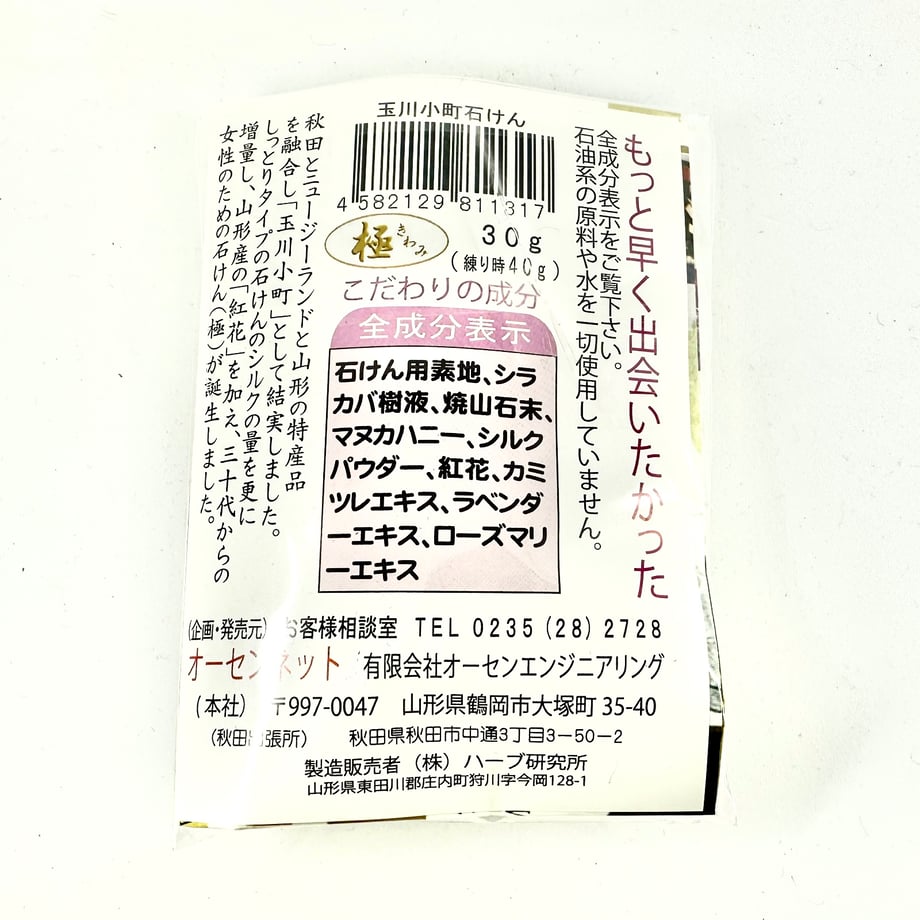 玉川小町石けん
4 582129 811317
極
きわみ
30g
(練り時40g)
こだわりの成分
全成分表示
石けん用素地、シラ
カバ樹液、焼山石末、
マヌカハニー、シルク
パウダー、紅花、カミ
ツレエキス、ラベンダ
ーエキス、ローズマリ
ーエキス
もっと早く出会いたかった
全成分表示をご覧下さい。
石油系の原料や水を一切使用していません。
秋田とニュージーランドと山形の特産品
を融合し「玉川小町」として結実しました。
しっとりタイプの石けんのシルクの量を更に
増量し、山形産の「紅花」を加え、三十代からの
女性のための石けん(極)が誕生しました。
(企画・発売元) お客様相談室 TEL 0235 (28) 2728
オーセンネット 有限会社オーセンエンジニアリング
(本社) 〒997-0047 山形県鶴岡市大塚町 35-40
(秋田出張所) 秋田県秋田市中通3丁目3-50-2
製造販売者 (株) ハーブ研究所
山形県東田川郡庄内町狩川字今岡128-1